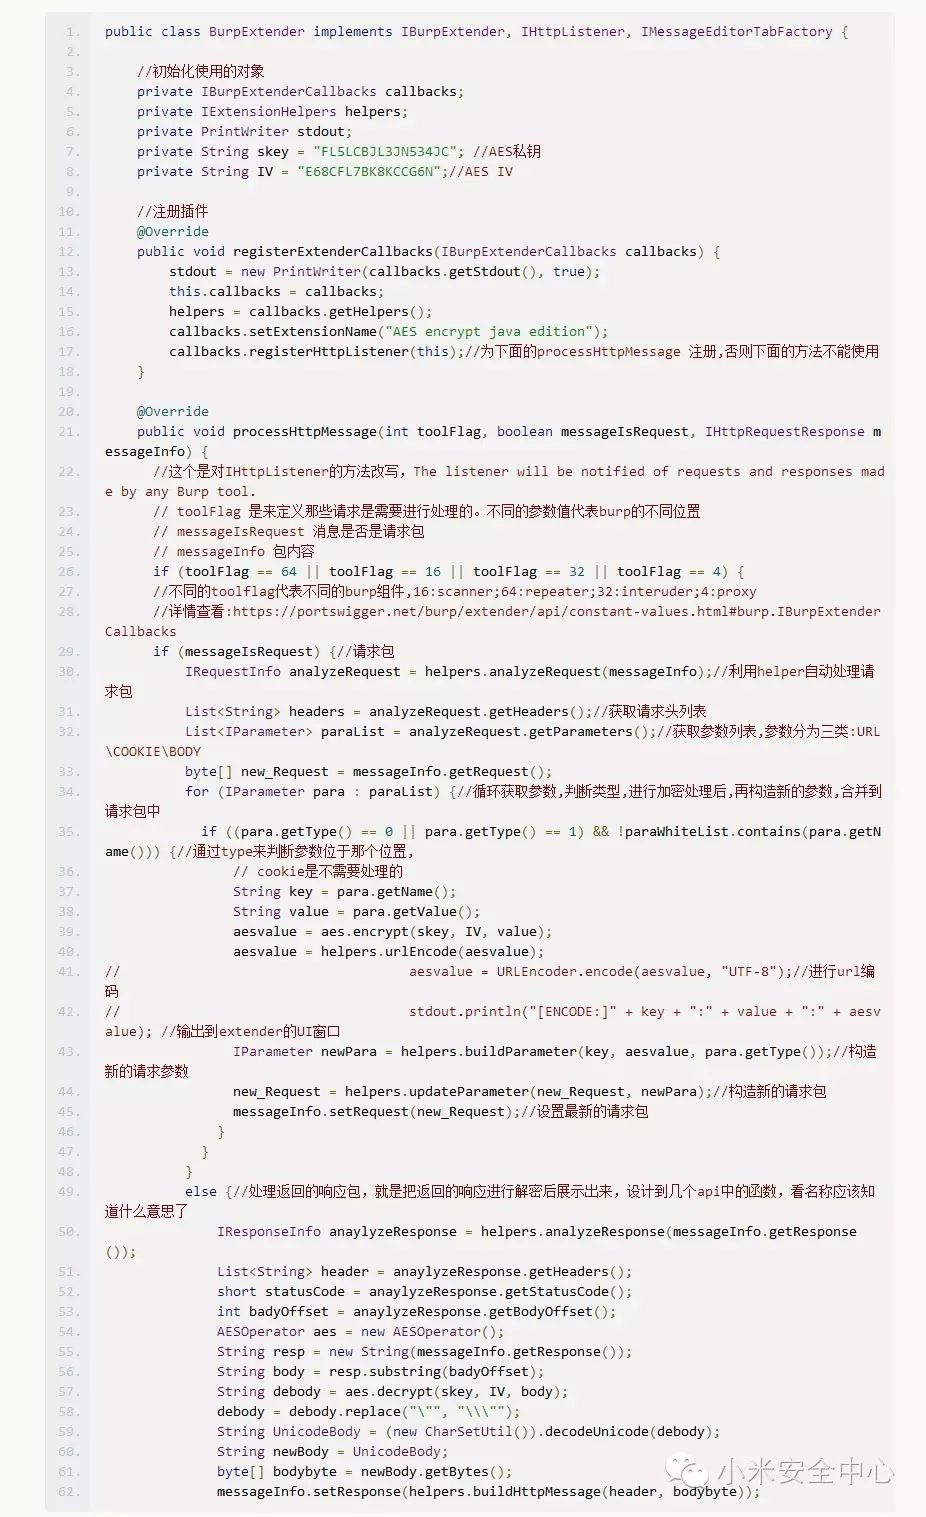 1. public class BurpExtender implements IBurpExtender, IHttpListener, IMessageEditorTabFactory {
2.
3. //初始化使用的对象
4. private IBurpExtenderCallbacks callbacks;
5. private IExtensionHelpers helpers;
6. private PrintWriter stdout;
7. private String skey = "FL5LCBJL3JN534JC"; //AES私钥
8. private String IV = "E68CFL7BK8KCCG6N";//AES IV
9.
10. //注册插件
11. @Override
12. public void registerExtenderCallbacks(IBurpExtenderCallbacks callbacks) {
13. stdout = new PrintWriter(callbacks.getStdout(), true);
14. this.callbacks = callbacks;
15. helpers = callbacks.getHelpers();
16. callbacks.setExtensionName("AES encrypt java edition");
17. callbacks.registerHttpListener(this);//为下面的processHttpMessage 注册,否则下面的方法不能使用
18. }
19.
20. @Override
21. public void processHttpMessage(int toolFlag, boolean messageIsRequest, IHttpRequestResponse m
essageInfo) {
22. //这个是对IHttpListener的方法改写，The listener will be notified of requests and responses mad
e by any Burp tool.
23. // toolFlag 是来定义那些请求是需要进行处理的。不同的参数值代表burp的不同位置
24. // messageIsRequest 消息是否是请求包
25. // messageInfo 包内容
26. if (toolFlag == 64 || toolFlag == 16 || toolFlag == 32 || toolFlag == 4) {
27. //不同的toolflag代表不同的burp组件,16:scanner;64:repeater;32:interuder;4:proxy
28. //详情查看:https://portswigger.net/burp/extender/api/constant-values.html#burp.IBurpExtender
Callbacks
29. if (messageIsRequest) {//请求包
30. IRequestInfo analyzeRequest = helpers.analyzeRequest(messageInfo);//利用helper自动处理请
求包
31. List<String> headers = analyzeRequest.getHeaders();//获取请求头列表
32. List<IParameter> paraList = analyzeRequest.getParameters();//获取参数列表,参数分为三类:URL
\COOKIE\BODY
33. byte[] new_Request = messageInfo.getRequest();
34. for (IParameter para : paraList) {//循环获取参数,判断类型,进行加密处理后,再构造新的参数,合并到
请求包中
35. if ((para.getType() == 0 || para.getType() == 1) && !paraWhiteList.contains(para.getN
ame())) {//通过type来判断参数位于那个位置,
36. // cookie是不需要处理的
37. String key = para.getName();
38. String value = para.getValue();
39. aesvalue = aes.encrypt(skey, IV, value);
40. aesvalue = helpers.urlEncode(aesvalue);
41. // aesvalue = URLEncoder.encode(aesvalue, "UTF-8");//进行url编
码
42. // stdout.println("[ENCODE:]" + key + ":" + value + ":" + aesv
alue); //输出到extender的UI窗口
43. IParameter newPara = helpers.buildParameter(key, aesvalue, para.getType());//构造
新的请求参数
44. new_Request = helpers.updateParameter(new_Request, newPara);//构造新的请求包
45. messageInfo.setRequest(new_Request);//设置最新的请求包
46. }
47. }
48. }
49. else {//处理返回的响应包，就是把返回的响应进行解密后展示出来，设计到几个api中的函数，看名称应该知
道什么意思了
50. IResponseInfo anaylyzeResponse = helpers.analyzeResponse(messageInfo.getResponse
());
51. List<String> header = anaylyzeResponse.getHeaders();
52. short statusCode = anaylyzeResponse.getStatusCode();
53. int badyOffset = anaylyzeResponse.getBodyOffset();
54. AESOperator aes = new AESOperator();
55. String resp = new String(messageInfo.getResponse());
56. String body = resp.substring(badyOffset);
57. String debody = aes.decrypt(skey, IV, body);
58. debody = debody.replace("\"", "\\\"");
59. String UnicodeBody = (new CharSetUtil()).decodeUnicode(debody);
60. String newBody = UnicodeBody;
61. byte[] bodybyte = newBody.getBytes();
62. messageInfo.setResponse(helpers.buildHttpMessage(header, bodybyte));
小米安全中心